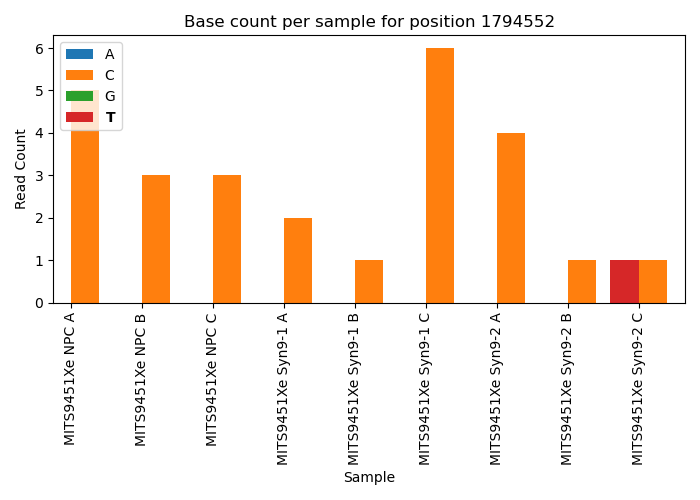 Base count per sample for position 1794552
A
C
G
T
Read Count
6
5
4
3
2
1
0
MITS9451Xe NPC A
MITS9451Xe NPC B
MITS9451Xe NPC C
MITS9451Xe Syn9-1 A
MITS9451Xe Syn9-1 B
MITS9451Xe Syn9-1 C
MITS9451Xe Syn9-2 A
MITS9451Xe Syn9-2 B
MITS9451Xe Syn9-2 C
Sample